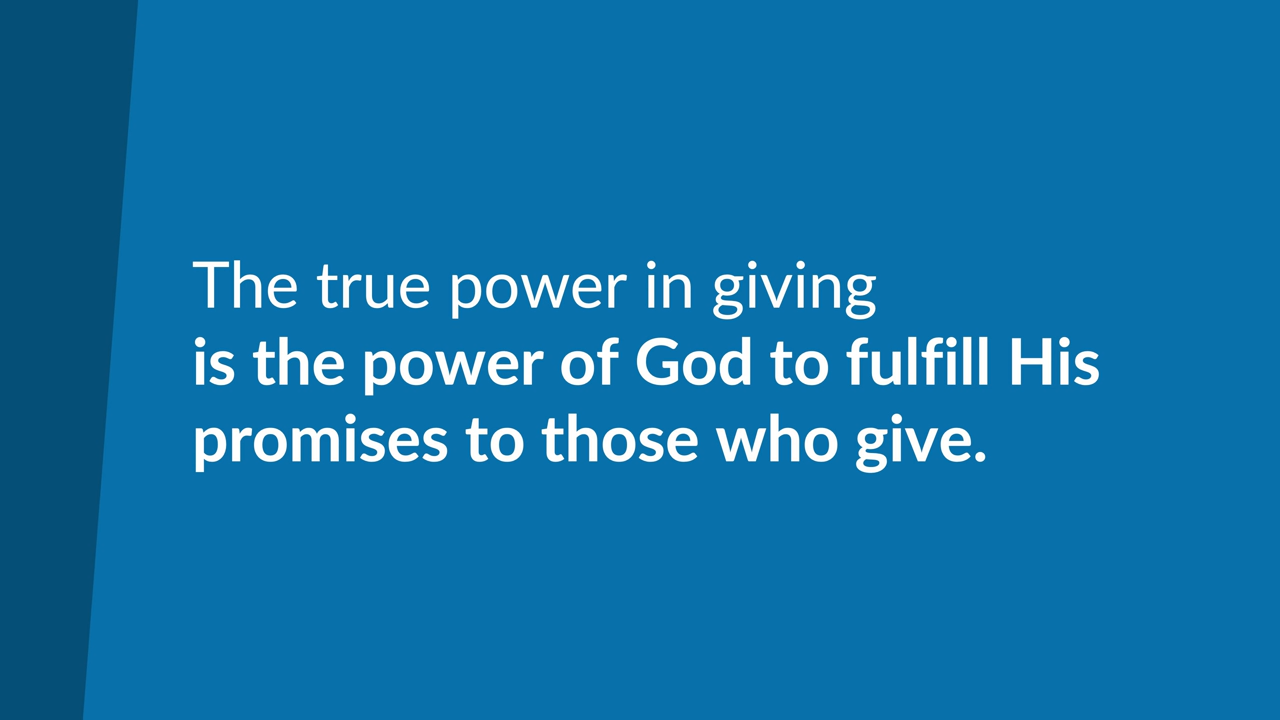 The true power in giving
is the power of God to fulfill His
promises to those who give.